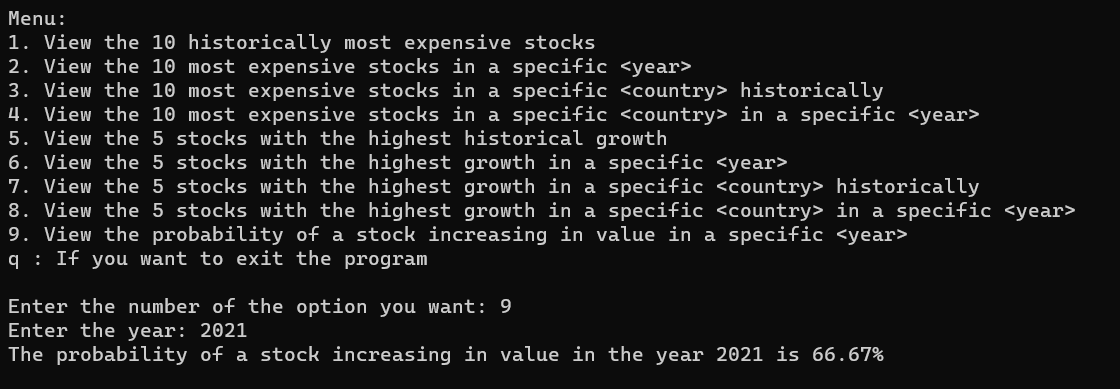 Menu:
1. View the 10 historically most expensive stocks
2. View the 10 most expensive stocks in a specific <year>
3. View the 10 most expensive stocks in a specific <country> historically
4. View the 10 most expensive stocks in a specific <country> in a specific <year>
5. View the 5 stocks with the highest historical growth
6. View the 5 stocks with the highest growth in a specific <year>
7. View the 5 stocks with the highest growth in a specific <country> historically
8. View the 5 stocks with the highest growth in a specific <country> in a specific <year>
9. View the probability of a stock increasing in value in a specific <year>
q : If you want to exit the program
Enter the number of the option you want: 9
Enter the year: 2021
The probability of a stock increasing in value in the year 2021 is 66.67%